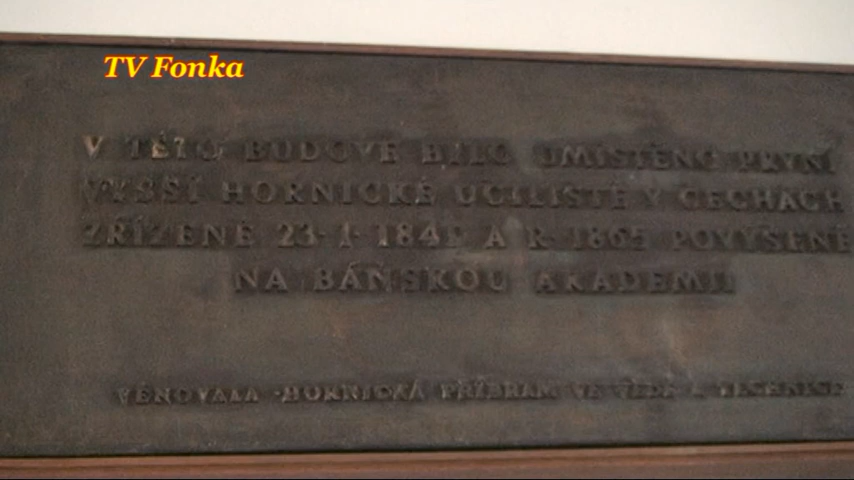 TV Fonka
V TÉTO BUDOVĚ BYLO UMÍSTĚNO PRVNÍ
VYŠŠÍ HORNICKÉ UČILIŠTĚ V ČECHÁCH
ZŘÍZENÉ 23·1·184 A R· 1865 POVÝŠENÉ
NA BÁŇSKOU AKADEMII
VĚNOVALA HORNICKÁ PŘÍBRAM VE VĚDĚ A TECHNICE